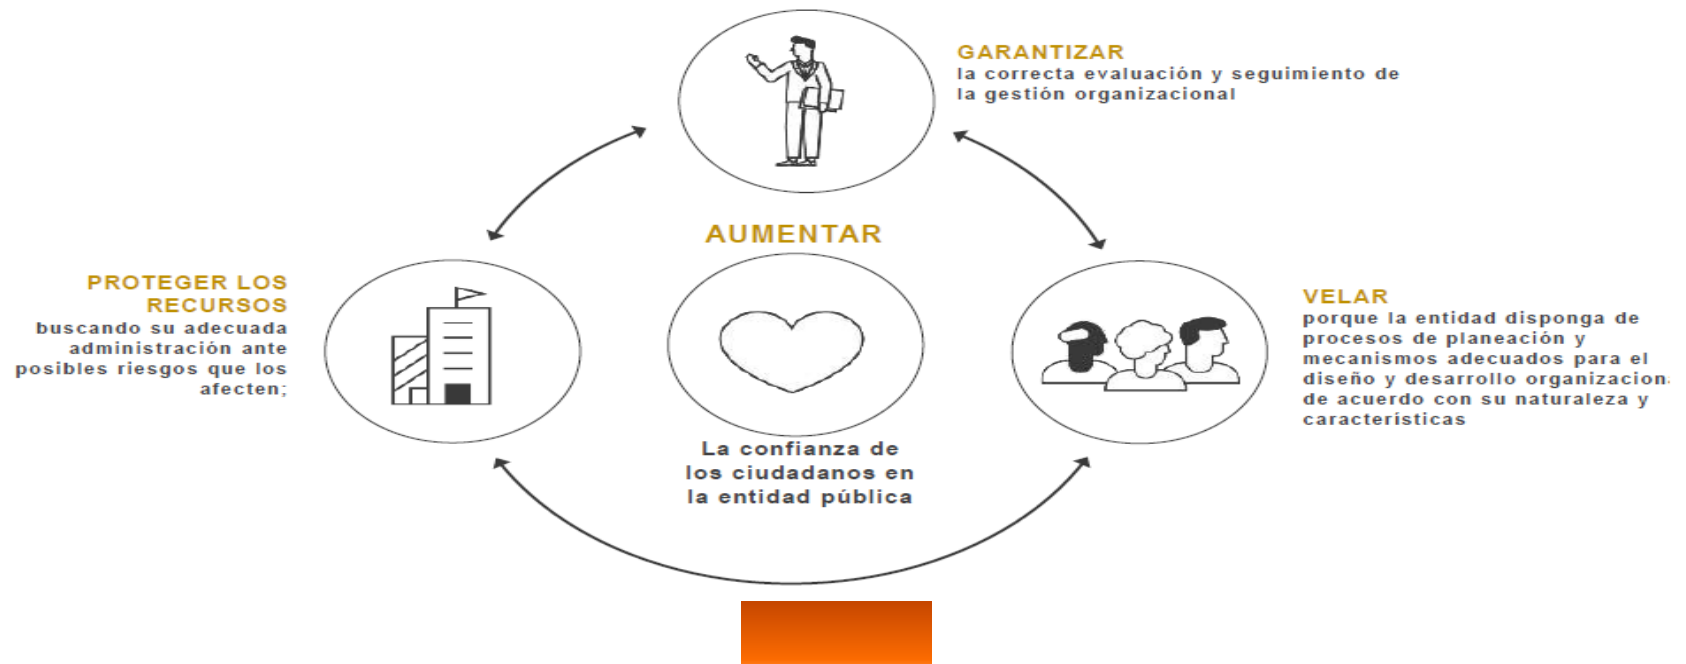 GARANTIZAR
la correcta evaluación y seguimiento de
la gestión organizacional
AUMENTAR
La confianza de
los ciudadanos en
la entidad pública
PROTEGER LOS
RECURSOS
buscando su adecuada
administración ante
posibles riesgos que los
afecten;
VELAR
porque la entidad disponga de
procesos de planeación y
mecanismos adecuados para el
diseño y desarrollo organizacion
de acuerdo con su naturaleza y
características